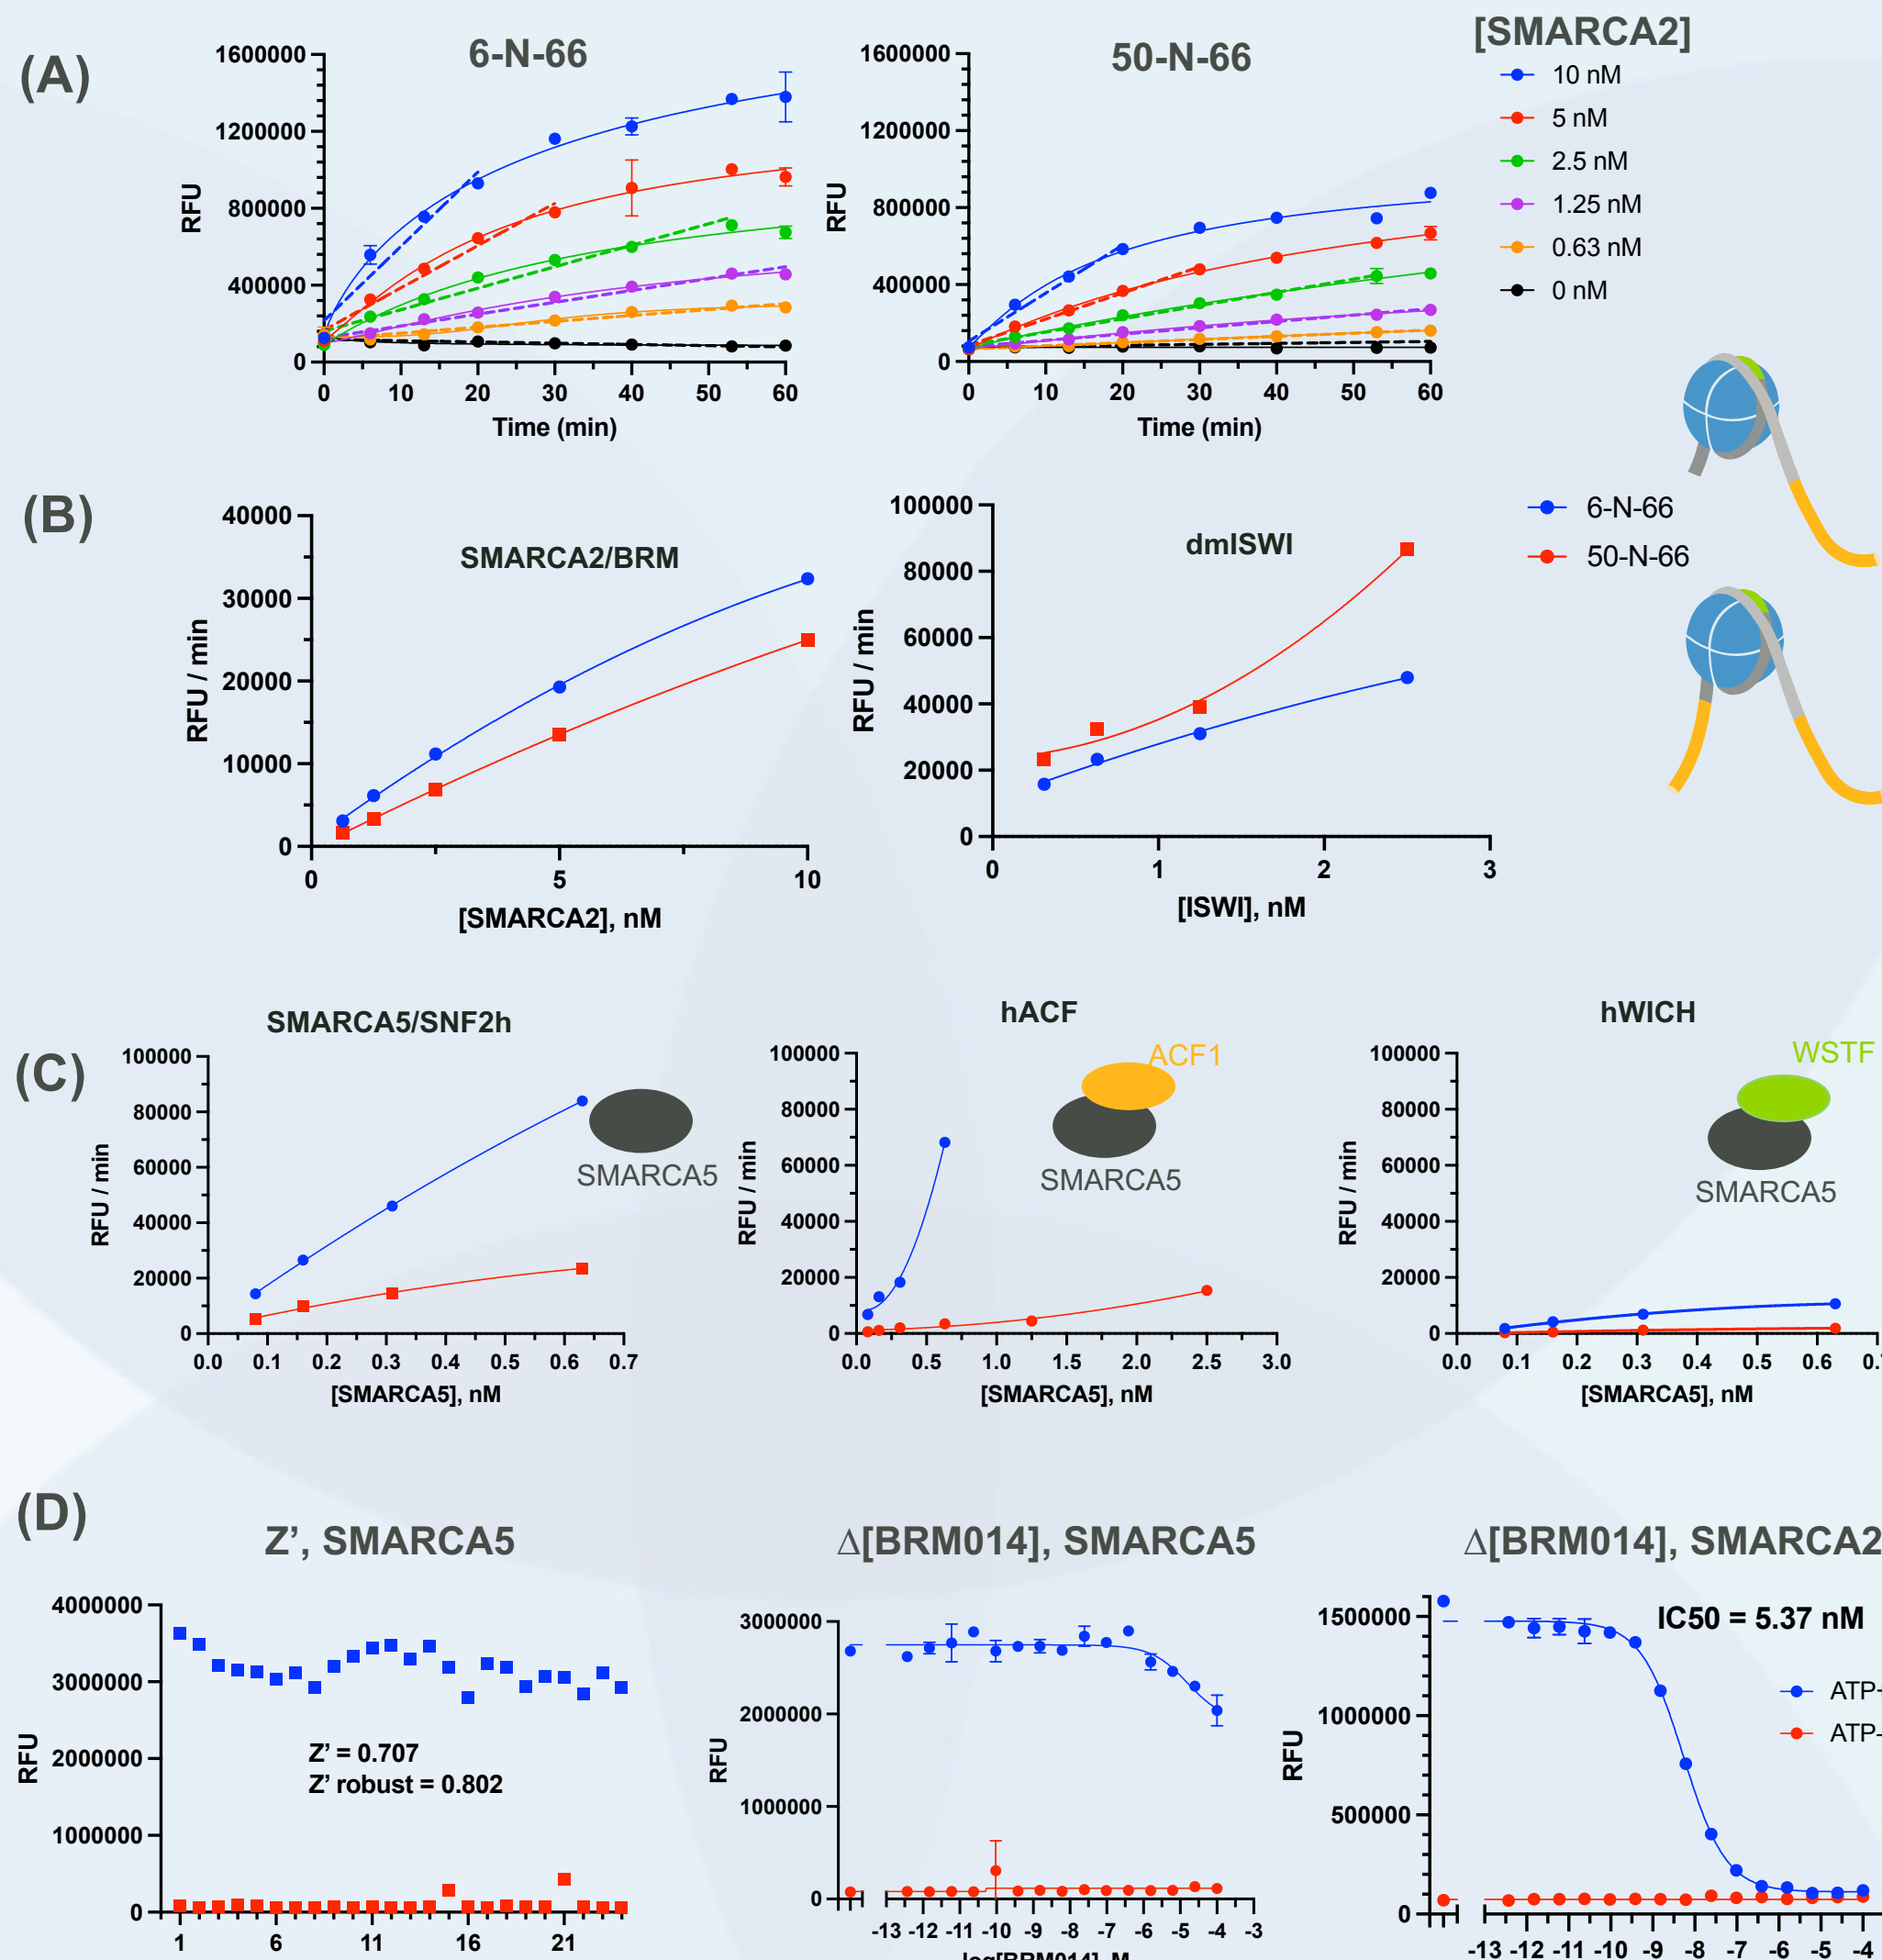 (A)
6-N-66
1600000
1200000
800000
400000
0
RFU
0 10 20 30 40 50 60
Time (min)
50-N-66
1600000
1200000
800000
400000
0
RFU
0 10 20 30 40 50 60
Time (min)
[SMARCA2]
10 nM
5 nM
2.5 nM
1.25 nM
0.63 nM
0 nM
(B)
SMARCA2/BRM
40000
30000
20000
10000
0
RFU / min
0 5 10
[SMARCA2], nM
dmISWI
100000
80000
60000
40000
20000
0
RFU / min
0 1 2 3
[ISWI], nM
6-N-66
50-N-66
(C)
SMARCA5/SNF2h
100000
80000
60000
40000
20000
0
RFU / min
0.0 0.1 0.2 0.3 0.4 0.5 0.6 0.7
[SMARCA5], nM
SMARCA5
hACF
100000
80000
60000
40000
20000
0
RFU / min
0.0 0.5 1.0 1.5 2.0 2.5 3.0
[SMARCA5], nM
ACF1
SMARCA5
hWICH
100000
80000
60000
40000
20000
0
RFU / min
0.0 0.1 0.2 0.3 0.4 0.5 0.6
[SMARCA5], nM
WSTF
SMARCA5
(D)
Z’, SMARCA5
4000000
3000000
2000000
1000000
0
RFU
Z’ = 0.707
Z’ robust = 0.802
1 6 11 16 21
Δ[BRM014], SMARCA5
3000000
2000000
1000000
0
RFU
-13 -12 -11 -10 -9 -8 -7 -6 -5 -4 -3
log[BRM014], M
Δ[BRM014], SMARCA2
1500000
1000000
500000
0
RFU
IC50 = 5.37 nM
ATP+
ATP-
-13 -12 -11 -10 -9 -8 -7 -6 -5 -4